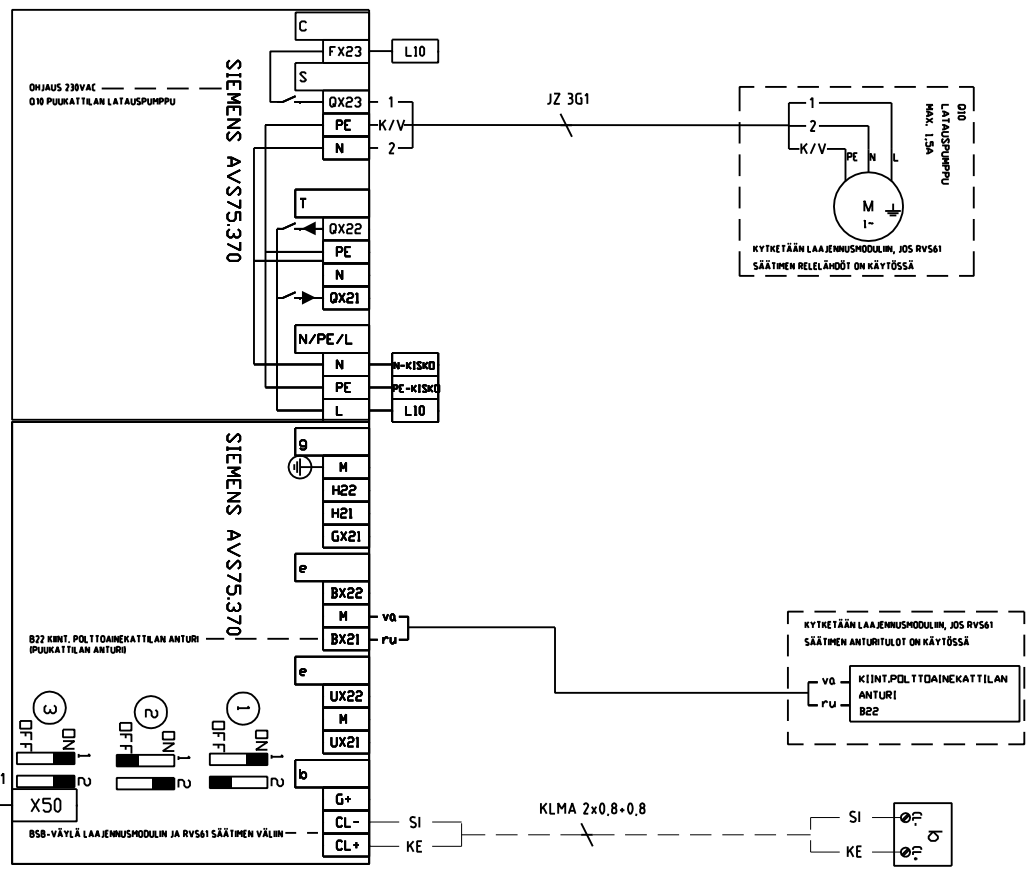 C
FX23
L10
S
OHJAUS 230VAC
Q10 PUUKATTILAN LATAUSPUMPPU
SIEMENS AVS75.370
QX23
1
PE
K/V
N
2
JZ 3G1
1
2
K/V
PE
N
L
M
1~
Q10
LATAUSPUMPPU
MAX. 1,5A
KYTKETÄÄN LAAJENNUSMODULIIN, JOS RVS61
SÄÄTIMEN RELELÄHDÖT ON KÄYTÖSSÄ
T
QX22
PE
N
QX21
N/PE/L
N
N-KISKO
PE
PE-KISKO
L
L10
SIEMENS AVS75.370
g
M
H22
H21
GX21
e
BX22
M
va
BX21
ru
B22 KIINT. POLTTOAINEKATTILAN ANTURI
(PUUKATTILAN ANTURI)
KYTKETÄÄN LAAJENNUSMODULIIN, JOS RVS61
SÄÄTIMEN ANTURITULOT ON KÄYTÖSSÄ
va
ru
KIINT.POLTTOAINEKATTILAN
ANTURI
B22
e
UX22
M
UX21
3
OFF
ON
1
2
2
OFF
ON
1
2
1
OFF
ON
1
2
1
X50
b
G+
CL-
SI
CL+
KE
BSB-VÄYLÄ LAAJENNUSMODULIN JA RVS61 SÄÄTIMEN VÄLIIN
KLMA 2x0,8+0,8
SI
KE
CL-
CL+
b